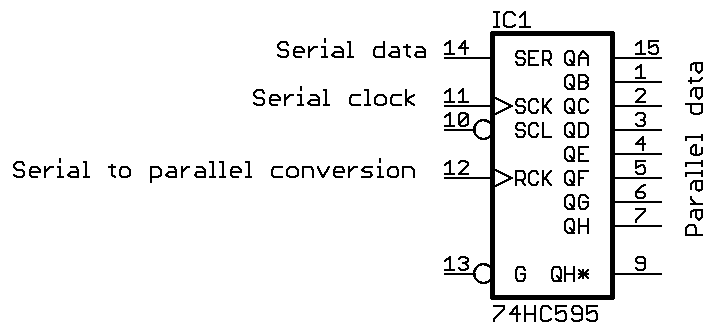 IC1
Serial data 14 SER QA 15
QB 1
Serial clock 11 SCK QC 2
10 SCL QD 3
QE 4
Serial to parallel conversion 12 RCK QF 5
QG 6
QH 7
13 G QH* 9
74HC595
Parallel data